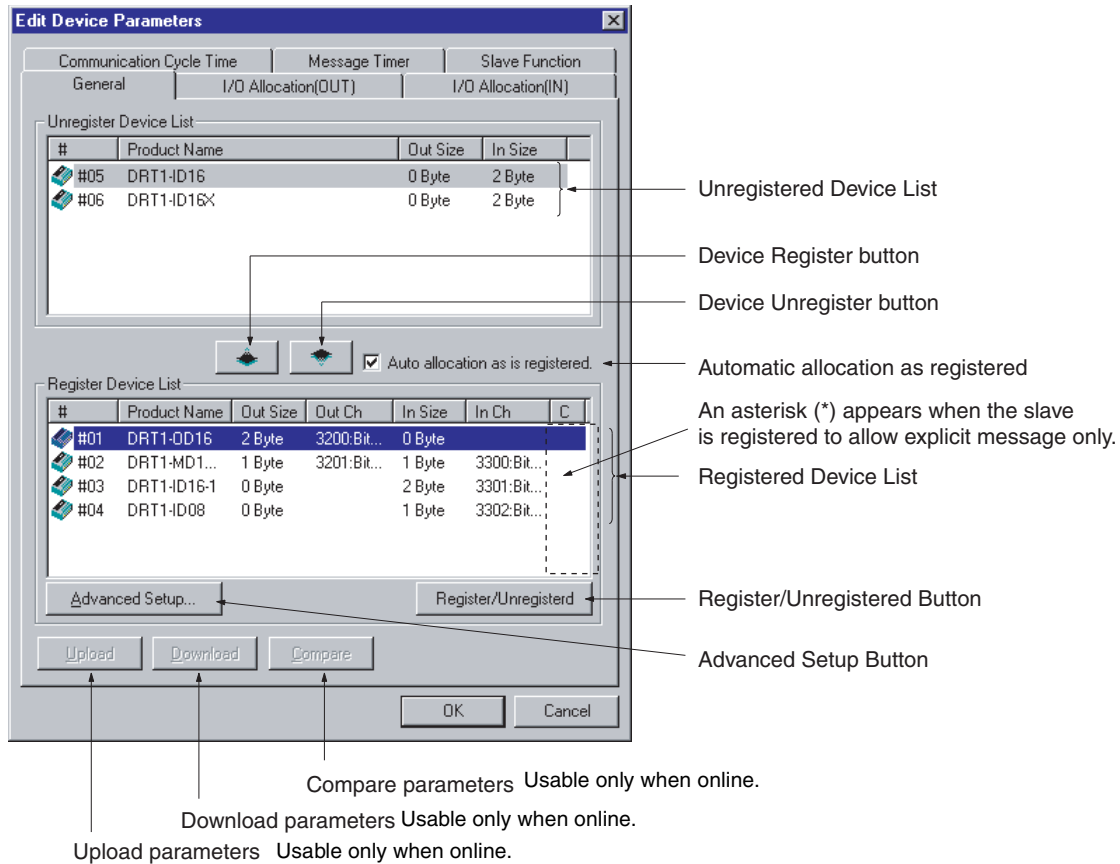 Edit Device Parameters
Communication Cycle Time
Message Timer
Slave Function
General
I/O Allocation(OUT)
I/O Allocation(IN)
Unregister Device List
# Product Name Out Size In Size
#05 DRT1-ID16 0 Byte 2 Byte
#06 DRT1-ID16X 0 Byte 2 Byte
Unregistered Device List
Device Register button
Device Unregister button
Auto allocation as is registered.
Automatic allocation as registered
Register Device List
# Product Name Out Size Out Ch In Size In Ch C
#01 DRT1-OD16 2 Byte 3200:Bit... 0 Byte
#02 DRT1-MD1... 1 Byte 3201:Bit... 1 Byte 3300:Bit...
#03 DRT1-ID16-1 0 Byte 2 Byte 3301:Bit...
#04 DRT1-ID08 0 Byte 1 Byte 3302:Bit...
An asterisk (*) appears when the slave
is registered to allow explicit message only.
Registered Device List
Advanced Setup...
Register/Unregisterd
Register/Unregistered Button
Upload
Download
Compare
Advanced Setup Button
OK
Cancel
Compare parameters Usable only when online.
Download parameters Usable only when online.
Upload parameters Usable only when online.